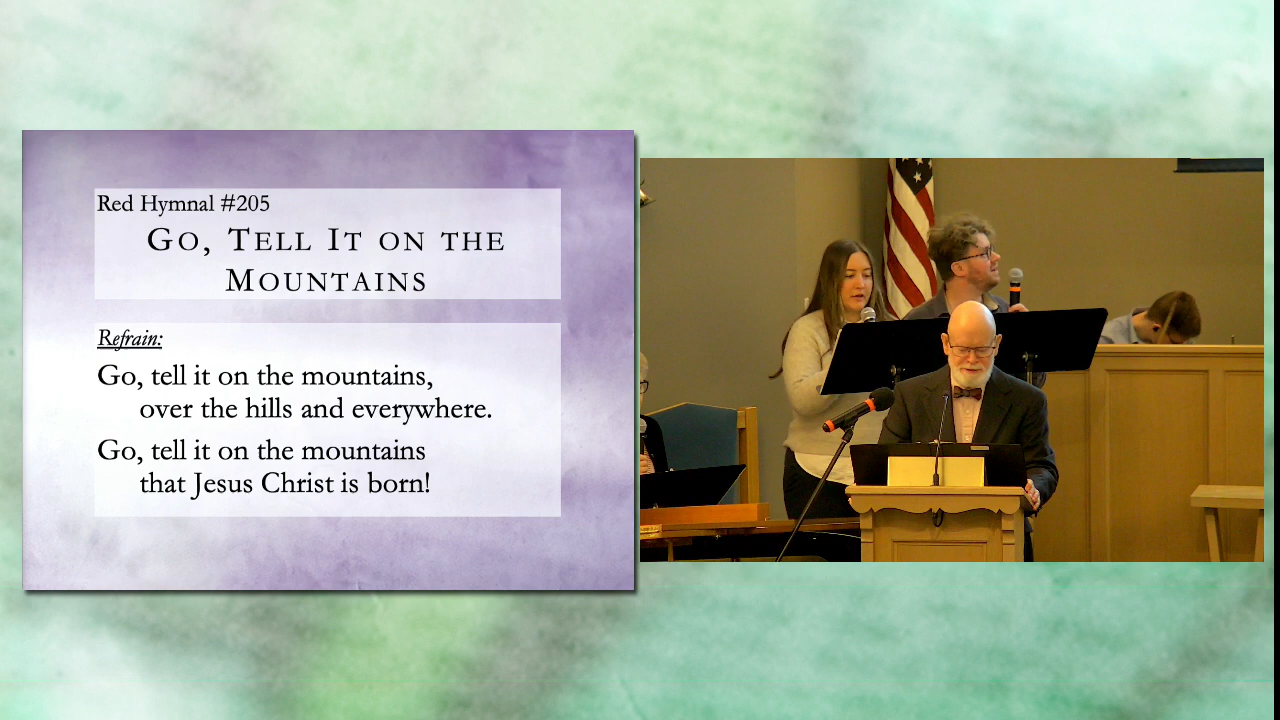 Red Hymnal #205
Go, Tell It on the
Mountains
Refrain:
Go, tell it on the mountains,
over the hills and everywhere.
Go, tell it on the mountains
that Jesus Christ is born!